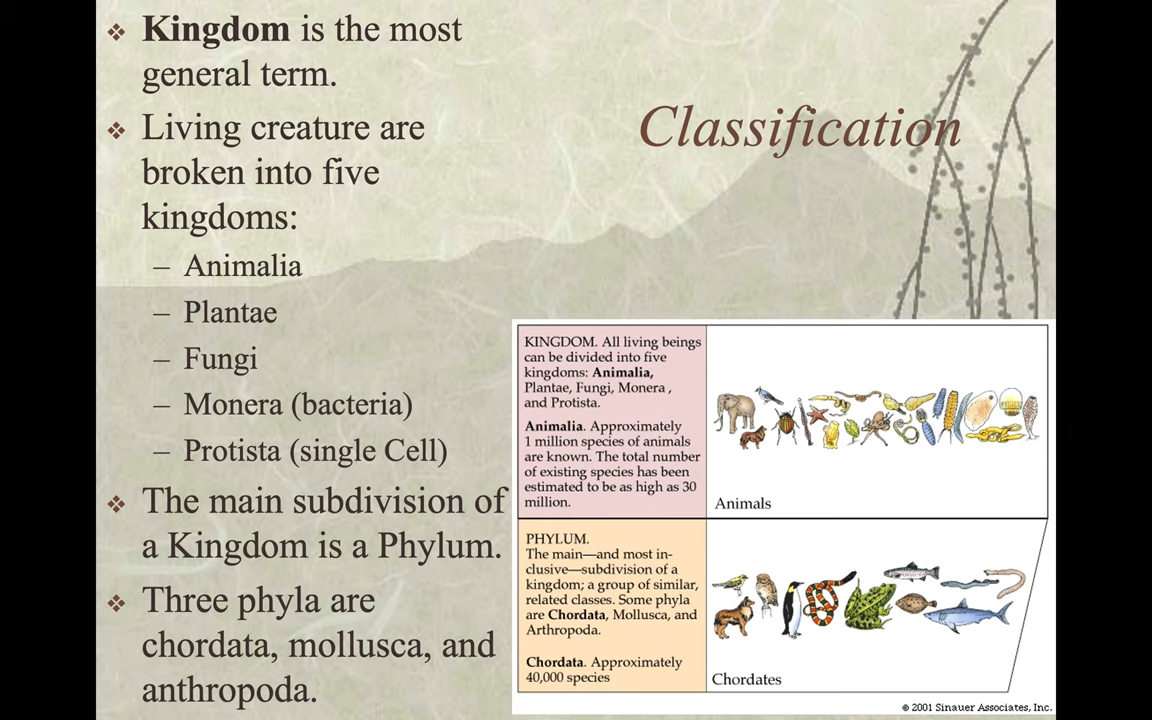 Kingdom is the most
general term.
Living creature are
broken into five
kingdoms:
– Animalia
– Plantae
– Fungi
– Monera (bacteria)
– Protista (single Cell)
The main subdivision of
a Kingdom is a Phylum.
Three phyla are
chordata, mollusca, and
anthropoda.
Classification
KINGDOM. All living beings
can be divided into five
kingdoms: Animalia,
Plantae, Fungi, Monera ,
and Protista.
Animalia. Approximately
1 million species of animals
are known. The total number
of existing species has been
estimated to be as high as 30
million.
Animals
PHYLUM.
The main—and most in-
clusive—subdivision of a
kingdom; a group of similar,
related classes. Some phyla
are Chordata, Mollusca, and
Arthropoda.
Chordata. Approximately
40,000 species
Chordates
© 2001 Sinauer Associates, Inc.